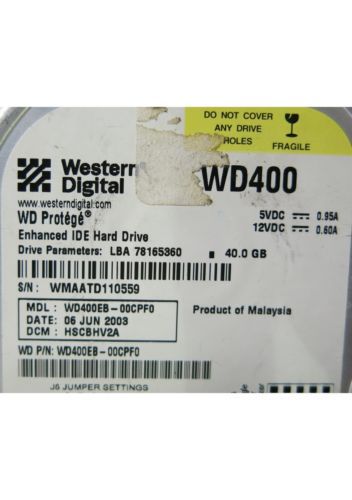 DO NOT COVER
ANY DRIVE
HOLES
FRAGILE
Western
Digital
WD400
www.westerndigital.com
WD Protégé®
5VDC 0.95A
Enhanced IDE Hard Drive
12VDC 0.60A
Drive Parameters: LBA 78165360 40.0 GB
S/N: WMAATD110559
MDL: WD400EB-00CPF0
Product of Malaysia
DATE: 06 JUN 2003
DCM: HSCBHV2A
WD P/N: WD400EB-00CPF0
J8 JUMPER SETTINGS